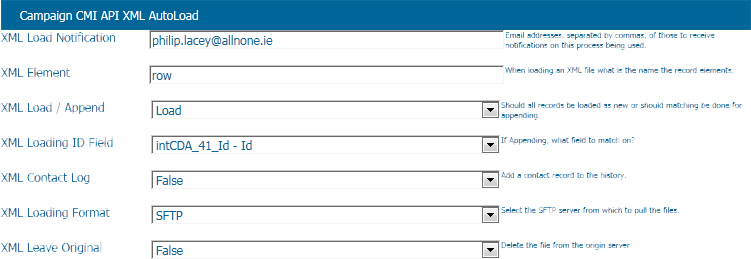 Campaign CMI API XML AutoLoad
XML Load Notification
philip.lacey@allnone.ie
Email addresses, separated by commas, of those to receive
notifications on this process being used.
XML Element
row
When loading an XML file what is the name the record elements.
XML Load / Append
Load
Should all records be loaded as new or should matching be done for
appending.
XML Loading ID Field
intCDA_41_Id - Id
If Appending, what field to match on?
XML Contact Log
False
Add a contact record to the history.
XML Loading Format
SFTP
Select the SFTP server from which to pull the files.
XML Leave Original
False
Delete the file from the origin server